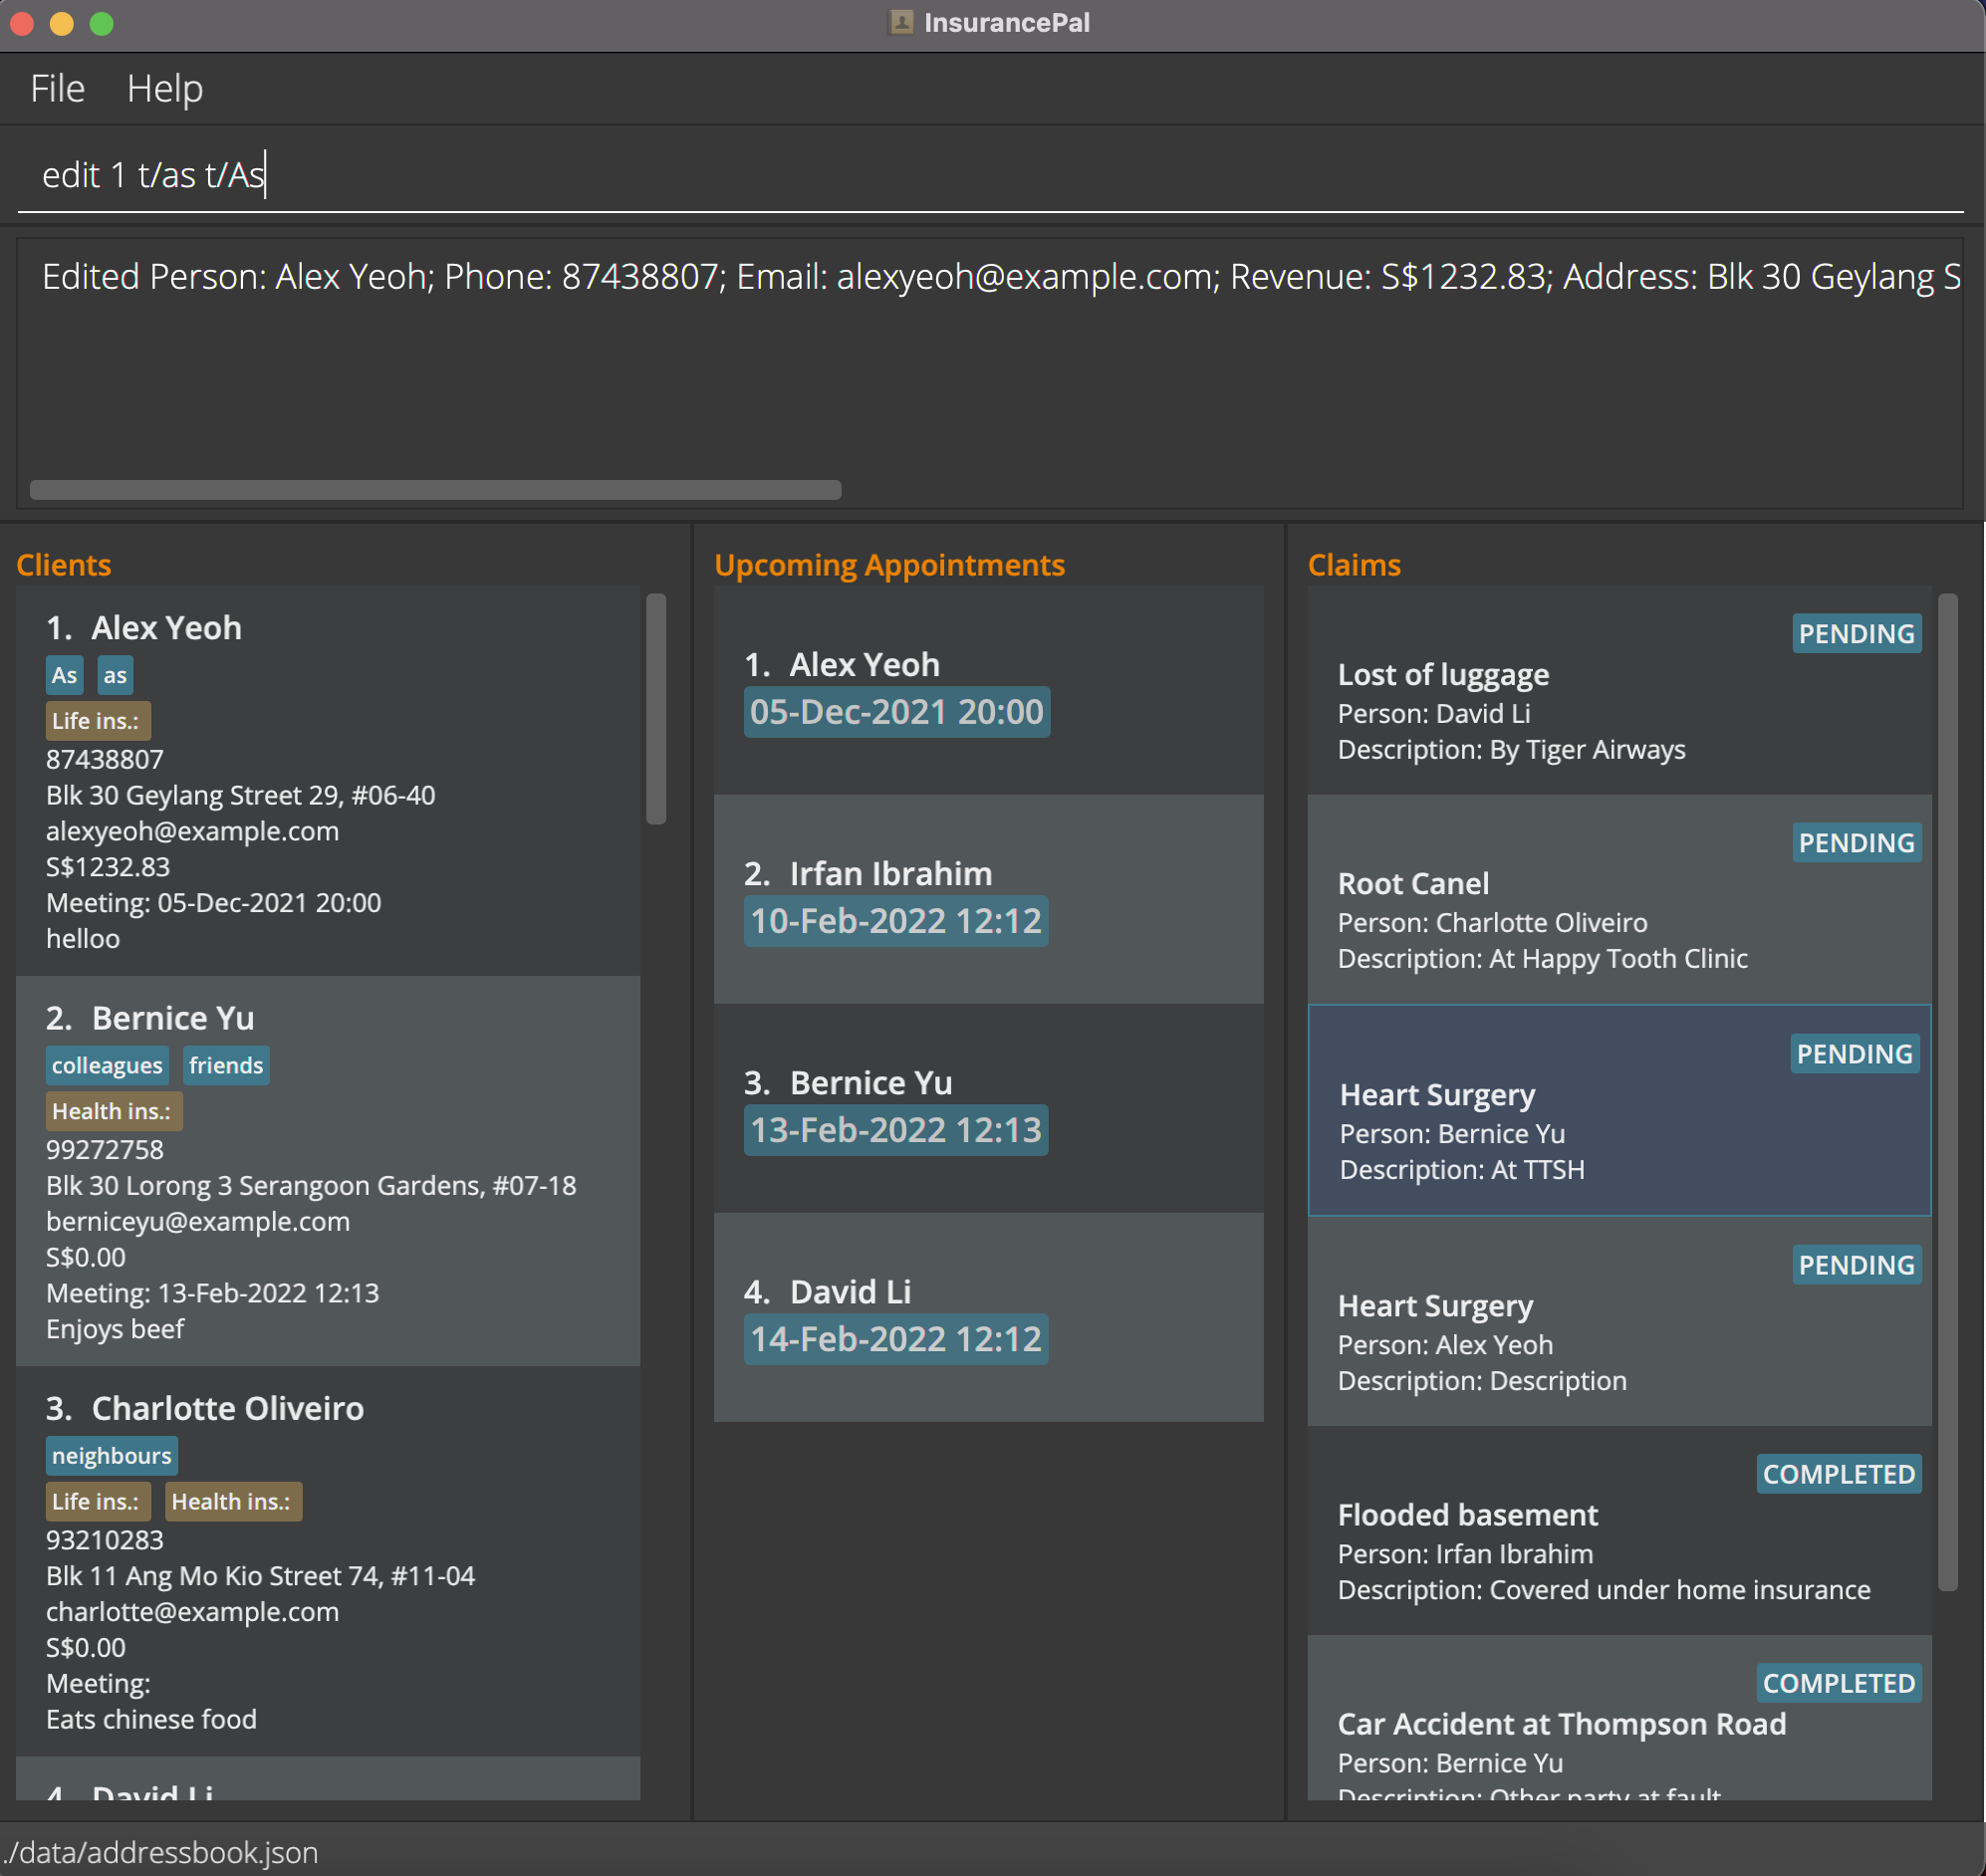 InsurancePal
File Help
edit 1 t/as t/As
Edited Person: Alex Yeoh; Phone: 87438807; Email: alexyeoh@example.com; Revenue: S$1232.83; Address: Blk 30 Geylang S
Clients
1. Alex Yeoh
As as
Life ins.:
87438807
Blk 30 Geylang Street 29, #06-40
alexyeoh@example.com
S$1232.83
Meeting: 05-Dec-2021 20:00
helloo
2. Bernice Yu
colleagues friends
Health ins.:
99272758
Blk 30 Lorong 3 Serangoon Gardens, #07-18
berniceyu@example.com
S$0.00
Meeting: 13-Feb-2022 12:13
Enjoys beef
3. Charlotte Oliveiro
neighbours
Life ins.: Health ins.:
93210283
Blk 11 Ang Mo Kio Street 74, #11-04
charlotte@example.com
S$0.00
Meeting:
Eats chinese food
4. David Li
Upcoming Appointments
1. Alex Yeoh
05-Dec-2021 20:00
2. Irfan Ibrahim
10-Feb-2022 12:12
3. Bernice Yu
13-Feb-2022 12:13
4. David Li
14-Feb-2022 12:12
Claims
PENDING
Lost of luggage
Person: David Li
Description: By Tiger Airways
PENDING
Root Canel
Person: Charlotte Oliveiro
Description: At Happy Tooth Clinic
PENDING
Heart Surgery
Person: Bernice Yu
Description: At TTSH
PENDING
Heart Surgery
Person: Alex Yeoh
Description: Description
COMPLETED
Flooded basement
Person: Irfan Ibrahim
Description: Covered under home insurance
COMPLETED
Car Accident at Thompson Road
Person: Bernice Yu
Description: Other party at fault
./data/addressbook.json